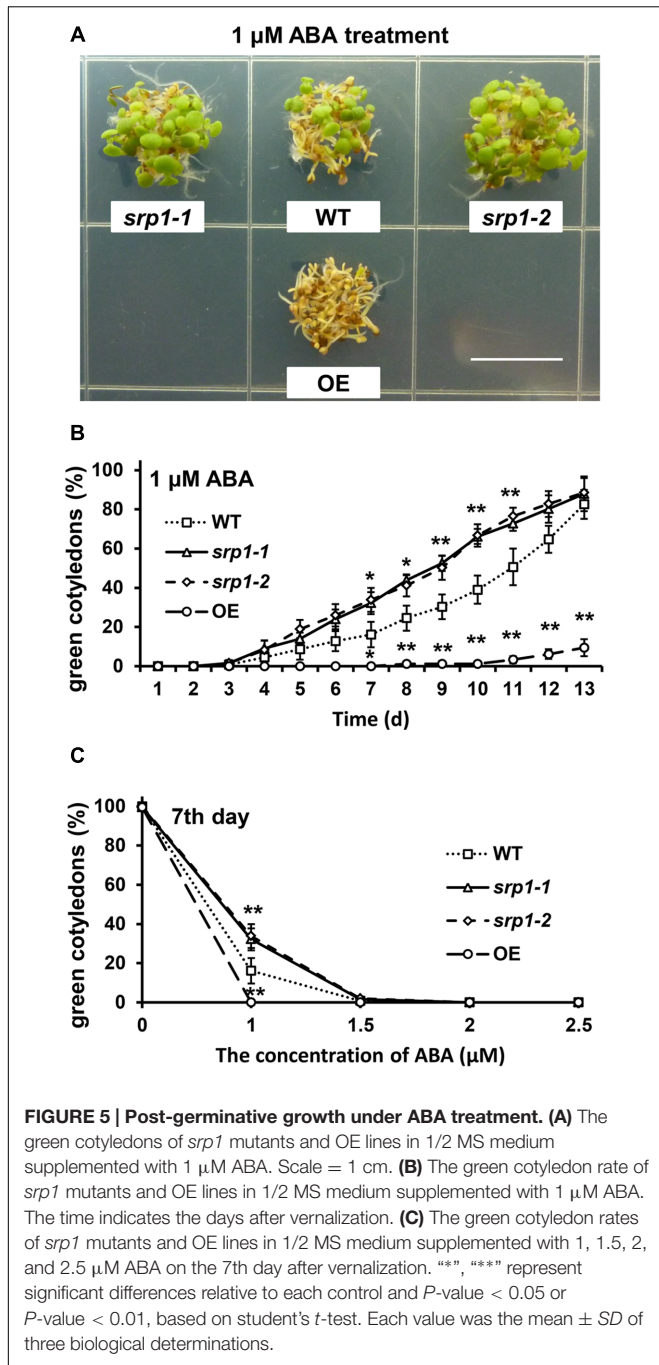 A
1 µM ABA treatment
srp1-1
WT
srp1-2
OE
B
green cotyledons (%)
100
80
60
40
20
0
1 µM ABA
WT
srp1-1
srp1-2
OE
* * ** ** **
* ** ** ** ** ** **
1 2 3 4 5 6 7 8 9 10 11 12 13
Time (d)
C
green cotyledons (%)
100
80
60
40
20
0
7th day
WT
srp1-1
srp1-2
OE
**
**
0 1 1.5 2 2.5
The concentration of ABA (µM)
FIGURE 5 | Post-germinative growth under ABA treatment. (A) The
green cotyledons of srp1 mutants and OE lines in 1/2 MS medium
supplemented with 1 µM ABA. Scale = 1 cm. (B) The green cotyledon rate of
srp1 mutants and OE lines in 1/2 MS medium supplemented with 1 µM ABA.
The time indicates the days after vernalization. (C) The green cotyledon rates
of srp1 mutants and OE lines in 1/2 MS medium supplemented with 1, 1.5, 2,
and 2.5 µM ABA on the 7th day after vernalization. “*”, “**” represent
significant differences relative to each control and P-value < 0.05 or
P-value < 0.01, based on student’s t-test. Each value was the mean ± SD of
three biological determinations.